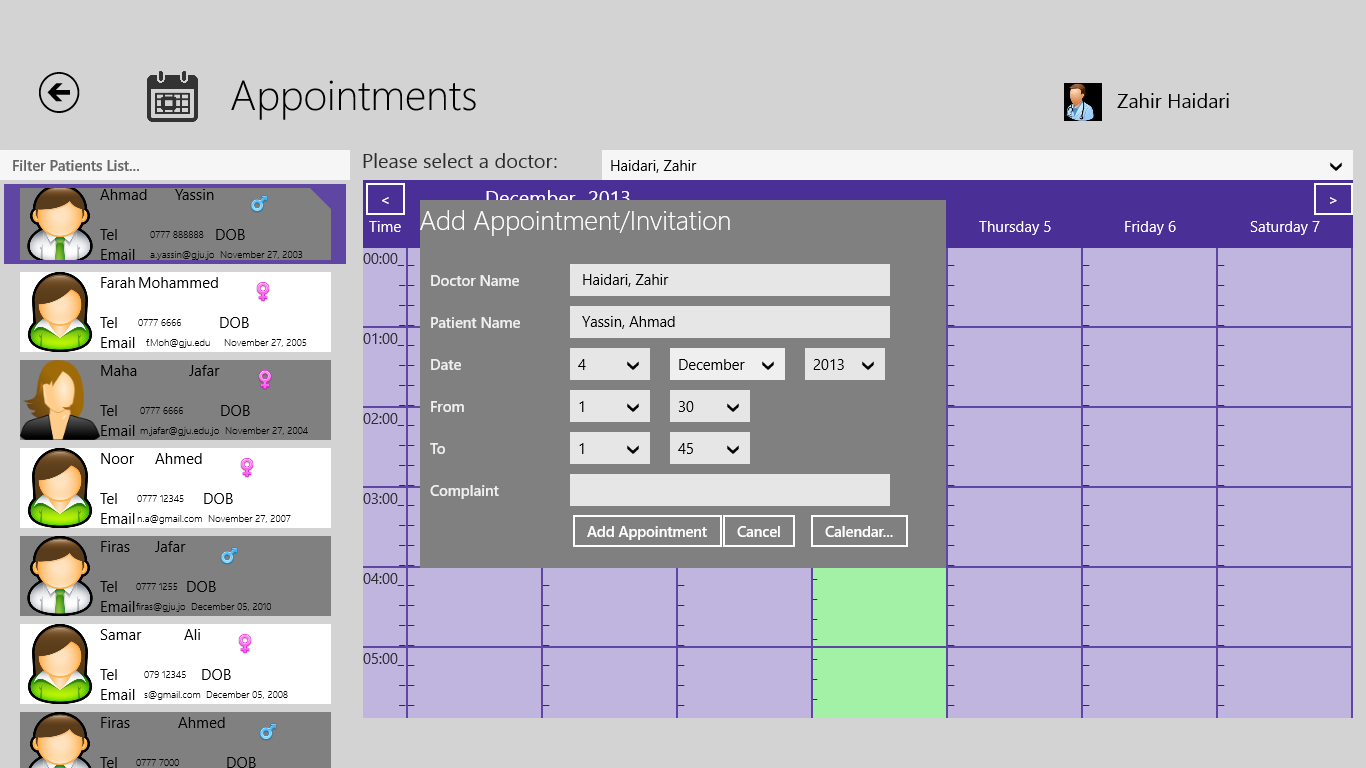 Appointments
Zahir Haidari
Filter Patients List...
Please select a doctor:
Haidari, Zahir
Ahmad Yassin
Tel 0777 888888 DOB
Email a.yassin@gju.jo November 27, 2003
Farah Mohammed
Tel 0777 6666 DOB
Email f.Moh@gju.edu November 27, 2005
Maha Jafar
Tel 0777 6666 DOB
Email m.jafar@gju.edu.jo November 27, 2004
Noor Ahmed
Tel 0777 12345 DOB
Email n.a@gmail.com November 27, 2007
Firas Jafar
Tel 0777 1255 DOB
Email firas@gju.jo December 05, 2010
Samar Ali
Tel 079 12345 DOB
Email s@gmail.com December 05, 2008
Firas Ahmed
Tel 0777 7000 DOB
<
December, 2013
>
Time
Thursday 5
Friday 6
Saturday 7
00:00
01:00
02:00
03:00
04:00
05:00
Add Appointment/Invitation
Doctor Name Haidari, Zahir
Patient Name Yassin, Ahmad
Date 4 December 2013
From 1 30
To 1 45
Complaint
Add Appointment Cancel Calendar...